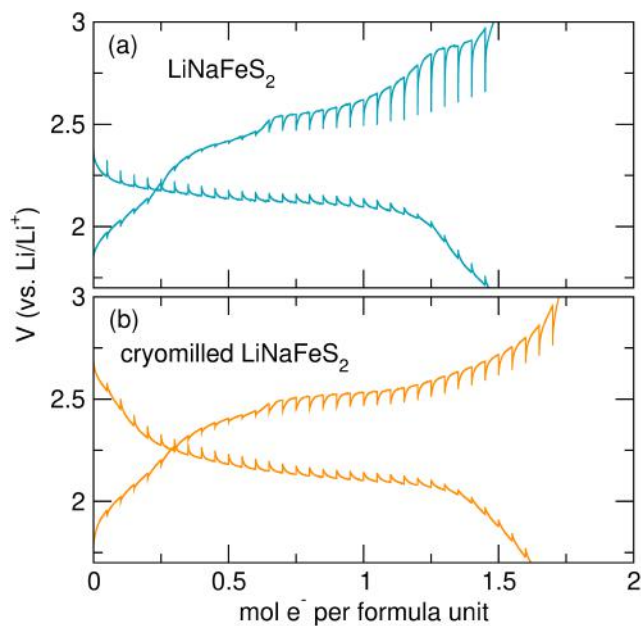 3
(a)
LiNaFeS₂
2.5
2
V (vs. Li/Li⁺)
3
(b)
cryomilled LiNaFeS₂
2.5
2
0 0.5 1 1.5 2
mol e⁻ per formula unit